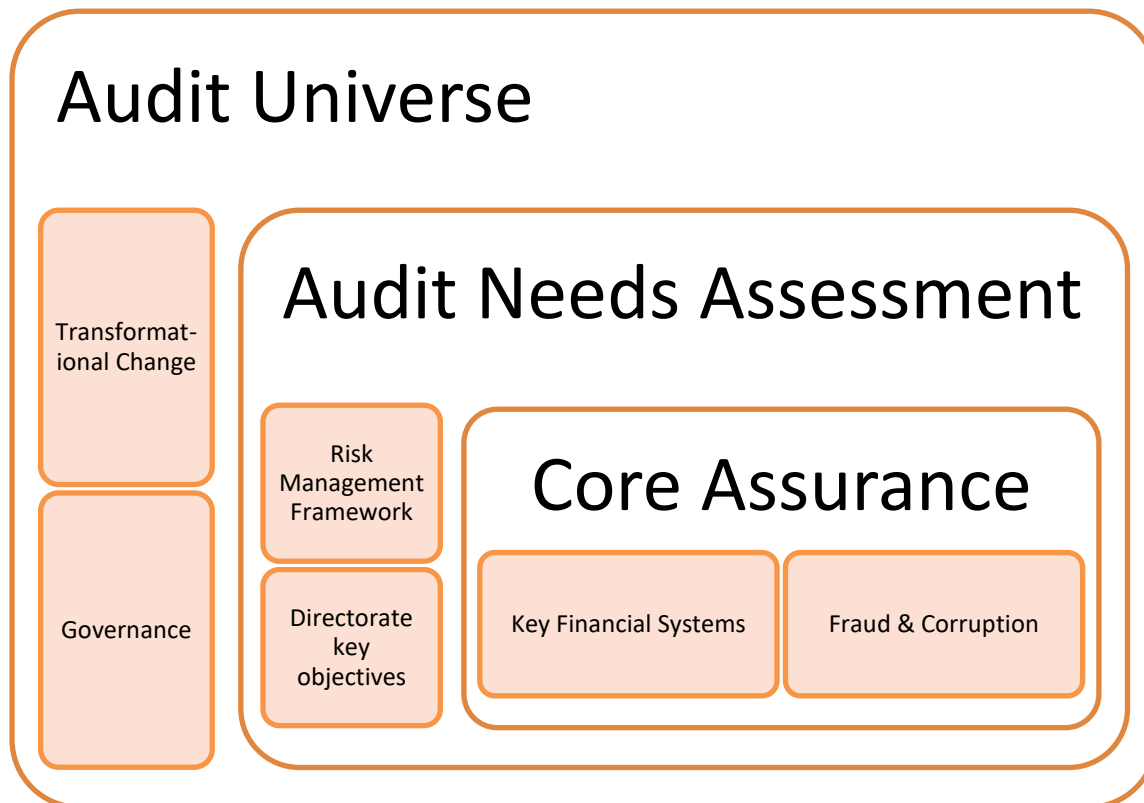 Audit Universe
Transformat-
ional Change
Governance
Audit Needs Assessment
Risk
Management
Framework
Directorate
key
objectives
Core Assurance
Key Financial Systems
Fraud & Corruption